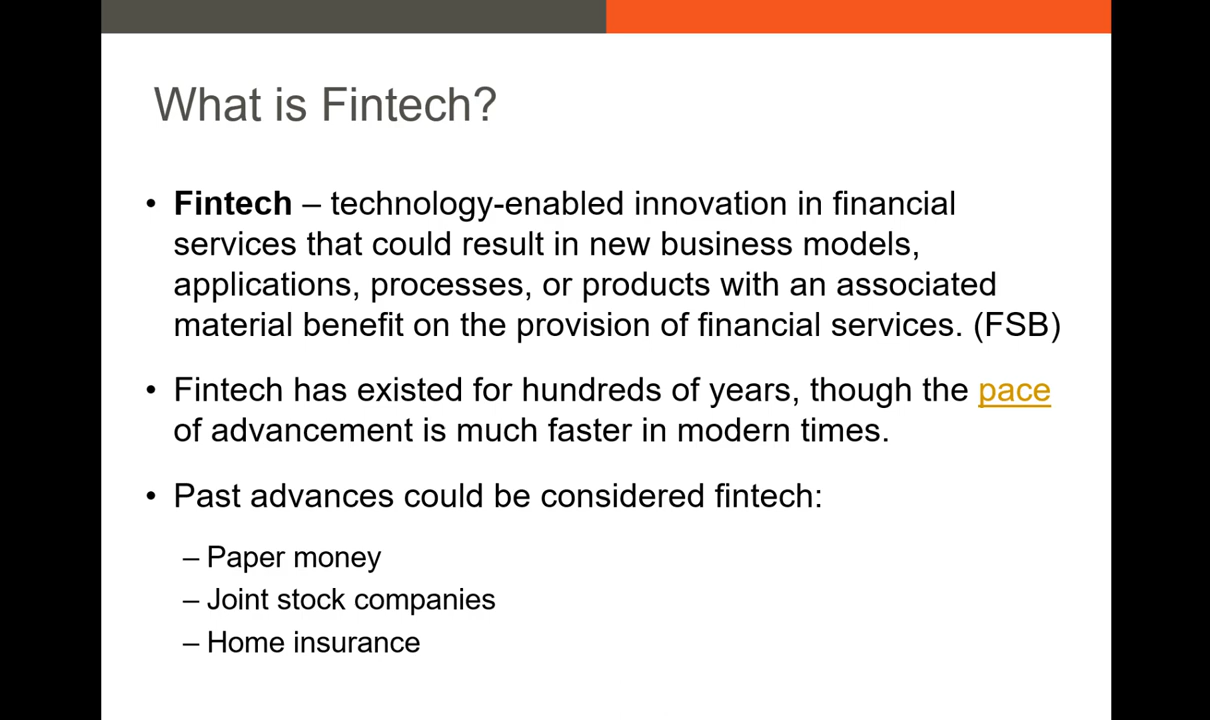 What is Fintech?
• Fintech – technology-enabled innovation in financial
services that could result in new business models,
applications, processes, or products with an associated
material benefit on the provision of financial services. (FSB)
• Fintech has existed for hundreds of years, though the pace
of advancement is much faster in modern times.
• Past advances could be considered fintech:
– Paper money
– Joint stock companies
– Home insurance